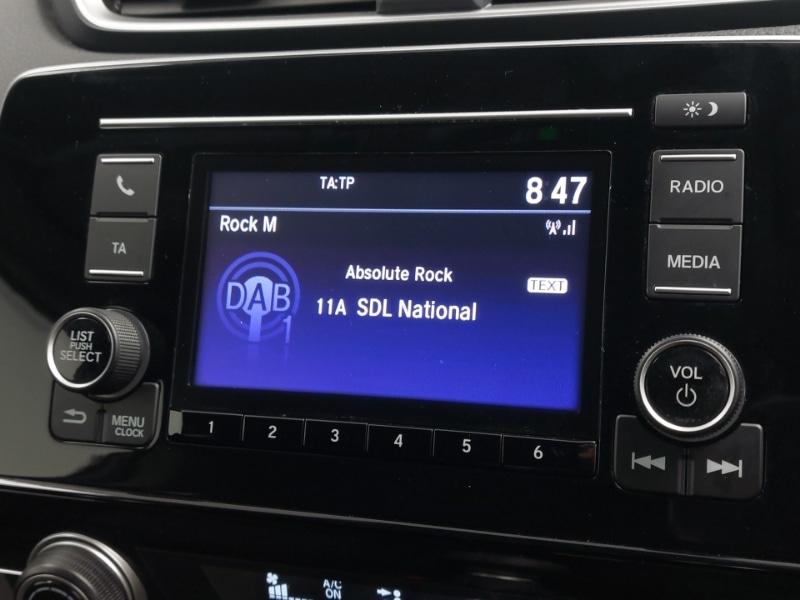 TA:TP
8 47
Rock M
Absolute Rock
TEXT
DAB
1
11A SDL National
TA
LIST
PUSH
SELECT
MENU
CLOCK
RADIO
MEDIA
VOL
1 2 3 4 5 6
A/C
ON